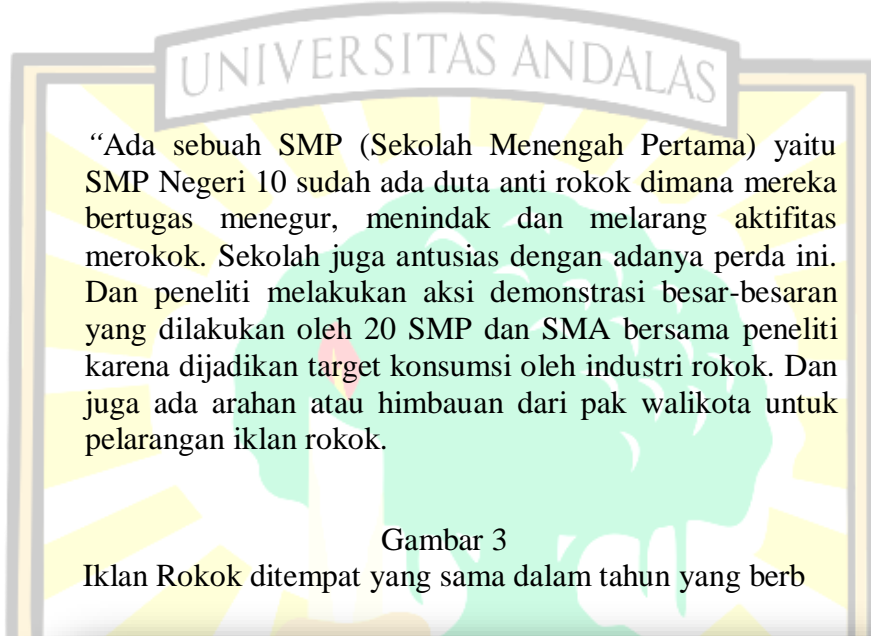 UNIVERSITAS ANDALAS
“Ada sebuah SMP (Sekolah Menengah Pertama) yaitu
SMP Negeri 10 sudah ada duta anti rokok dimana mereka
bertugas menegur, menindak dan melarang aktifitas
merokok. Sekolah juga antusias dengan adanya perda ini.
Dan peneliti melakukan aksi demonstrasi besar-besaran
yang dilakukan oleh 20 SMP dan SMA bersama peneliti
karena dijadikan target konsumsi oleh industri rokok. Dan
juga ada arahan atau himbauan dari pak walikota untuk
pelarangan iklan rokok.
Gambar 3
Iklan Rokok ditempat yang sama dalam tahun yang berb